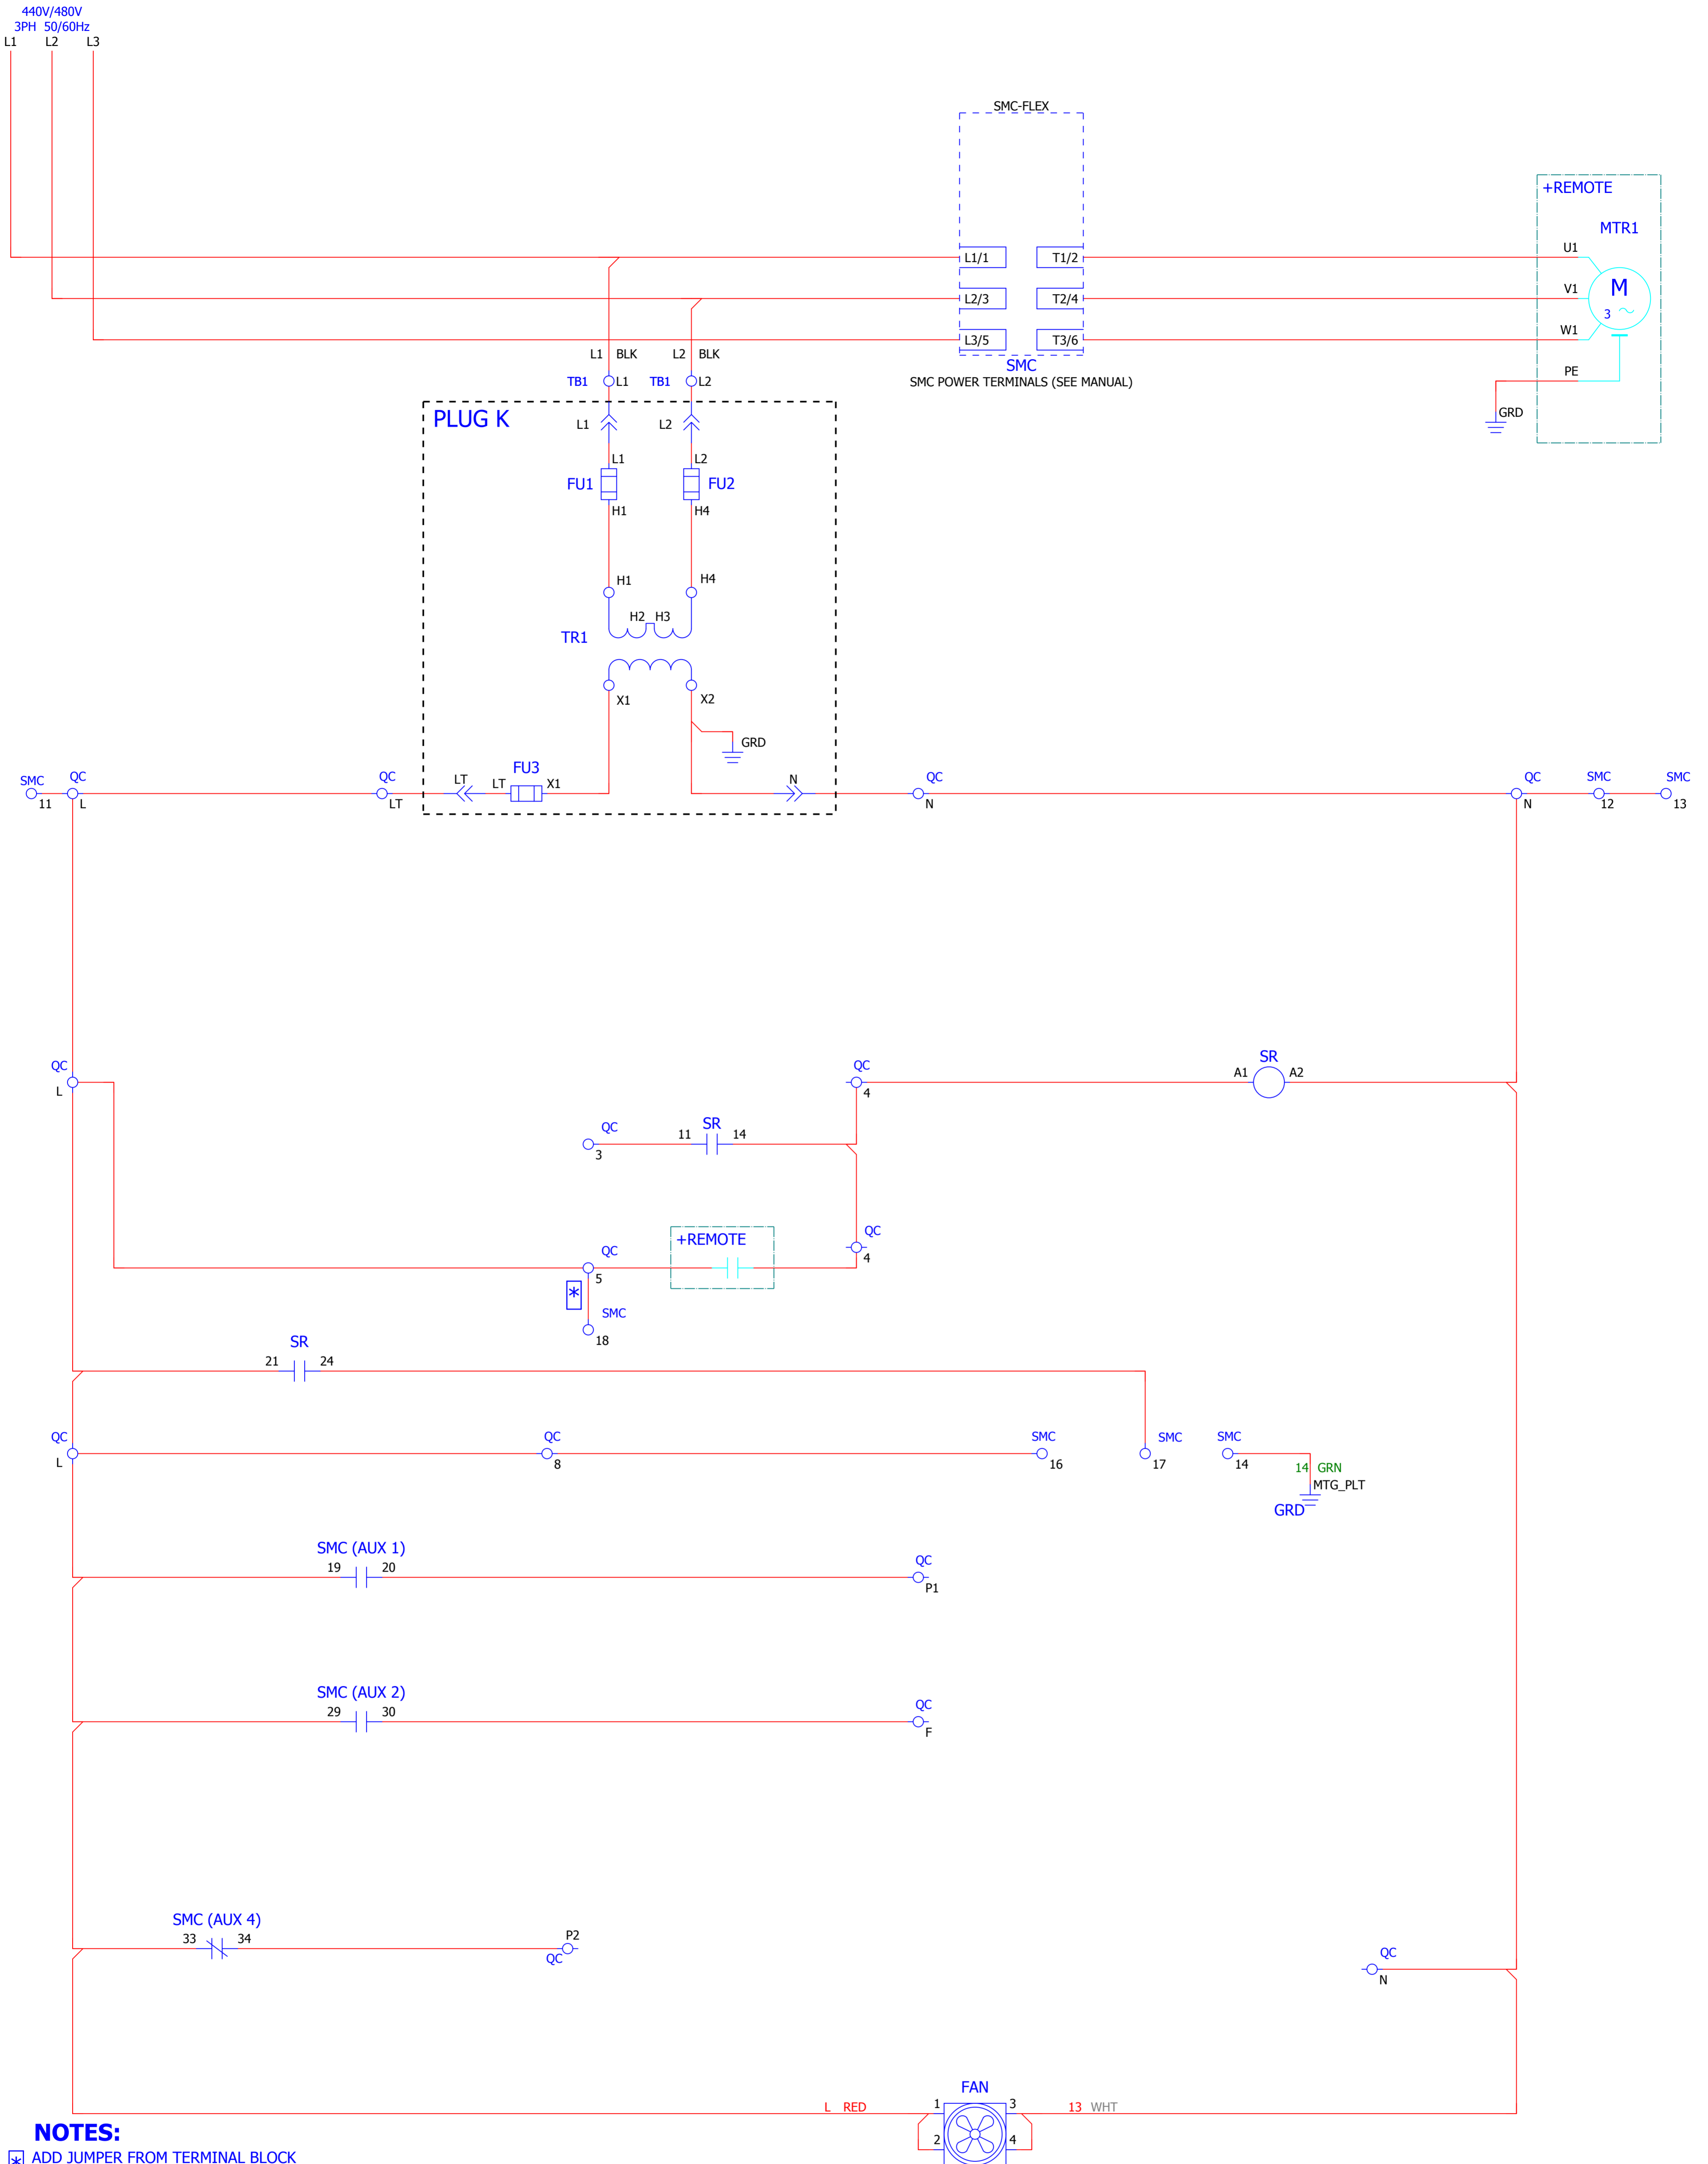 440V/480V
3PH 50/60Hz
L1 L2 L3
SMC-FLEX
+REMOTE
MTR1
U1
L1/1 T1/2
V1
M
3
L2/3 T2/4
W1
L3/5 T3/6
L1 BLK L2 BLK
SMC
SMC POWER TERMINALS (SEE MANUAL)
PE
TB1 L1 TB1 L2
GRD
PLUG K
L1 L2
L1 L2
FU1 FU2
H1 H4
H1 H4
H2 H3
TR1
X1 X2
GRD
SMC QC QC LT LT FU3 X1 N QC QC SMC SMC
11 L LT N N 12 13
QC QC SR
L 4 A1 A2
QC 11 SR 14
3
QC
4
QC +REMOTE
5
*
SMC
18
SR
21 24
QC QC SMC SMC SMC
L 8 16 17 14
14 GRN
MTG_PLT
GRD
SMC (AUX 1)
19 20 QC
P1
SMC (AUX 2)
29 30 QC
F
SMC (AUX 4)
33 34 P2
QC
QC
N
FAN
L RED 1 3 13 WHT
2 4
NOTES:
* ADD JUMPER FROM TERMINAL BLOCK